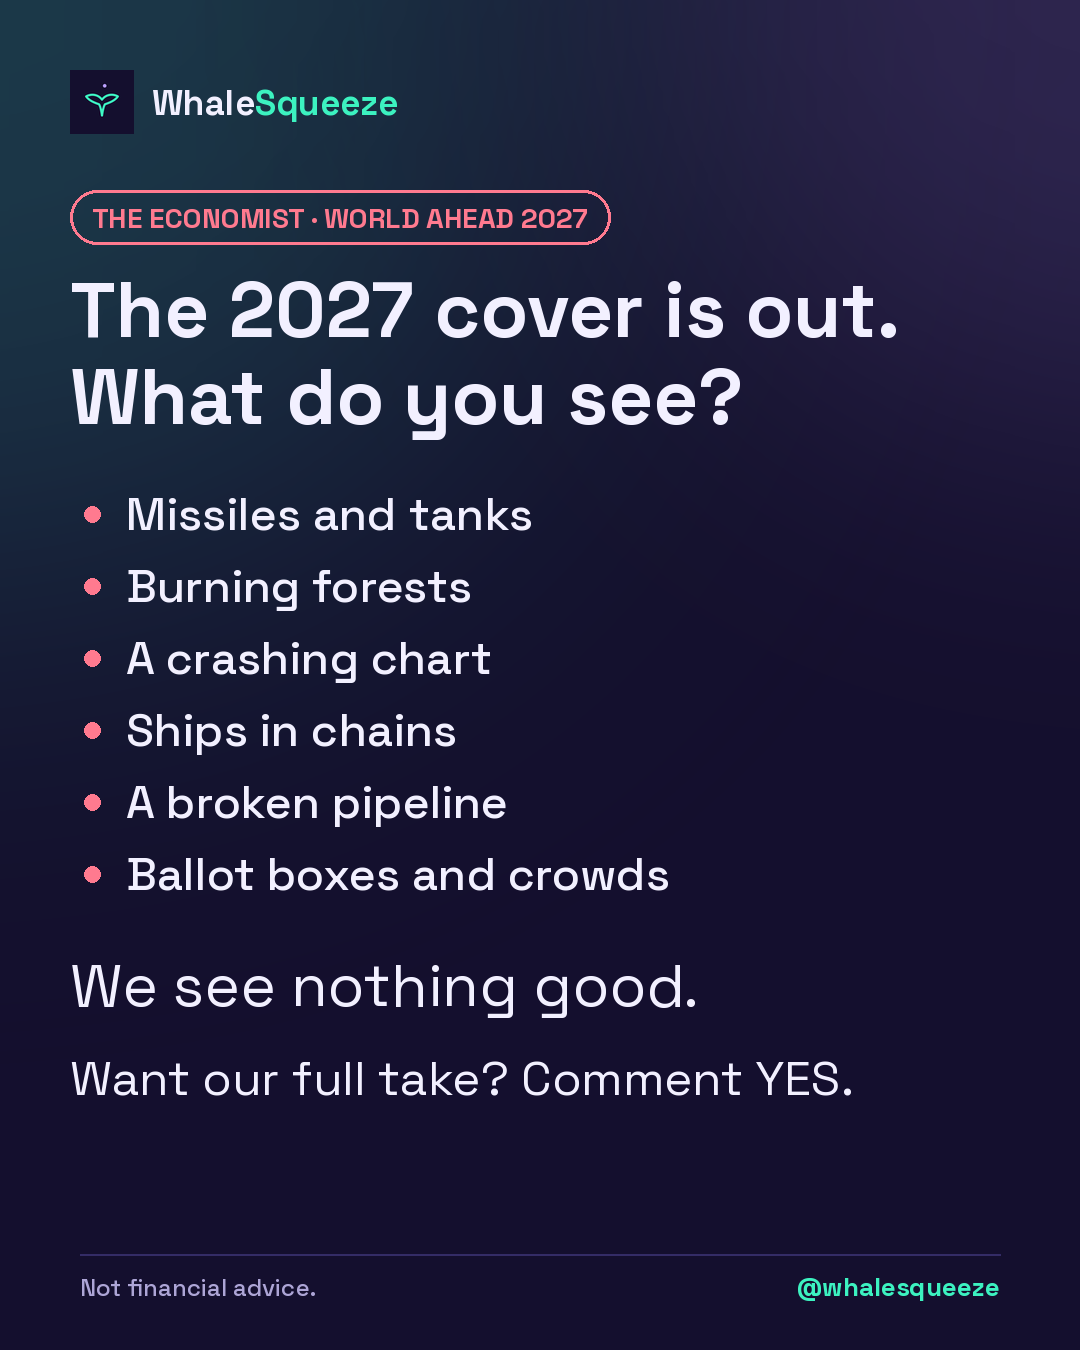 WhaleSqueeze
THE ECONOMIST · WORLD AHEAD 2027
The 2027 cover is out.
What do you see?
• Missiles and tanks
• Burning forests
• A crashing chart
• Ships in chains
• A broken pipeline
• Ballot boxes and crowds
We see nothing good.
Want our full take? Comment YES.
Not financial advice.
@whalesqueeze